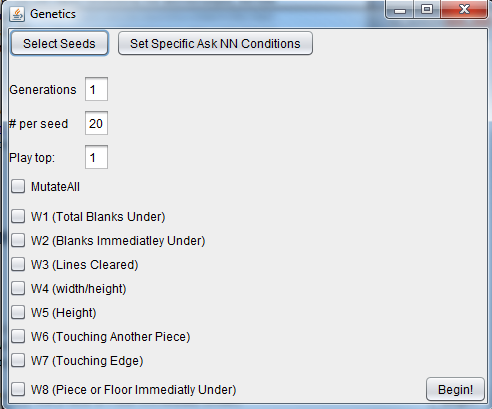 Genetics
Select Seeds Set Specific Ask NN Conditions
Generations 1
# per seed 20
Play top: 1
MutateAll
W1 (Total Blanks Under)
W2 (Blanks Immediatley Under)
W3 (Lines Cleared)
W4 (width/height)
W5 (Height)
W6 (Touching Another Piece)
W7 (Touching Edge)
W8 (Piece or Floor Immediatly Under) Begin!